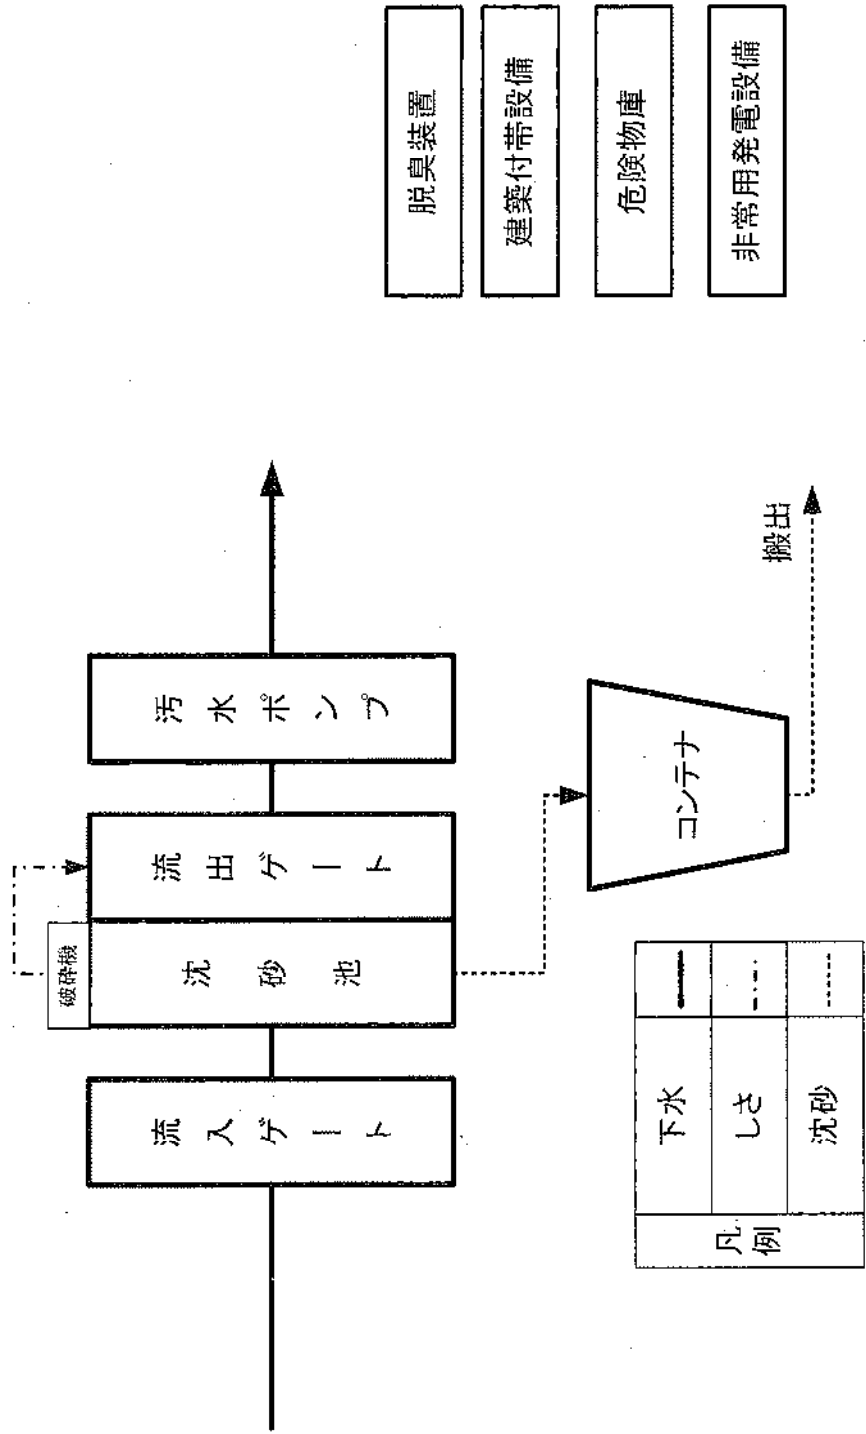 破砕機
流入ゲート
沈砂池
流出ゲート
汚水ポンプ
コンテナ
搬出
凡例
下水
しさ
沈砂
脱臭装置
建築付帯設備
危険物庫
非常用発電設備